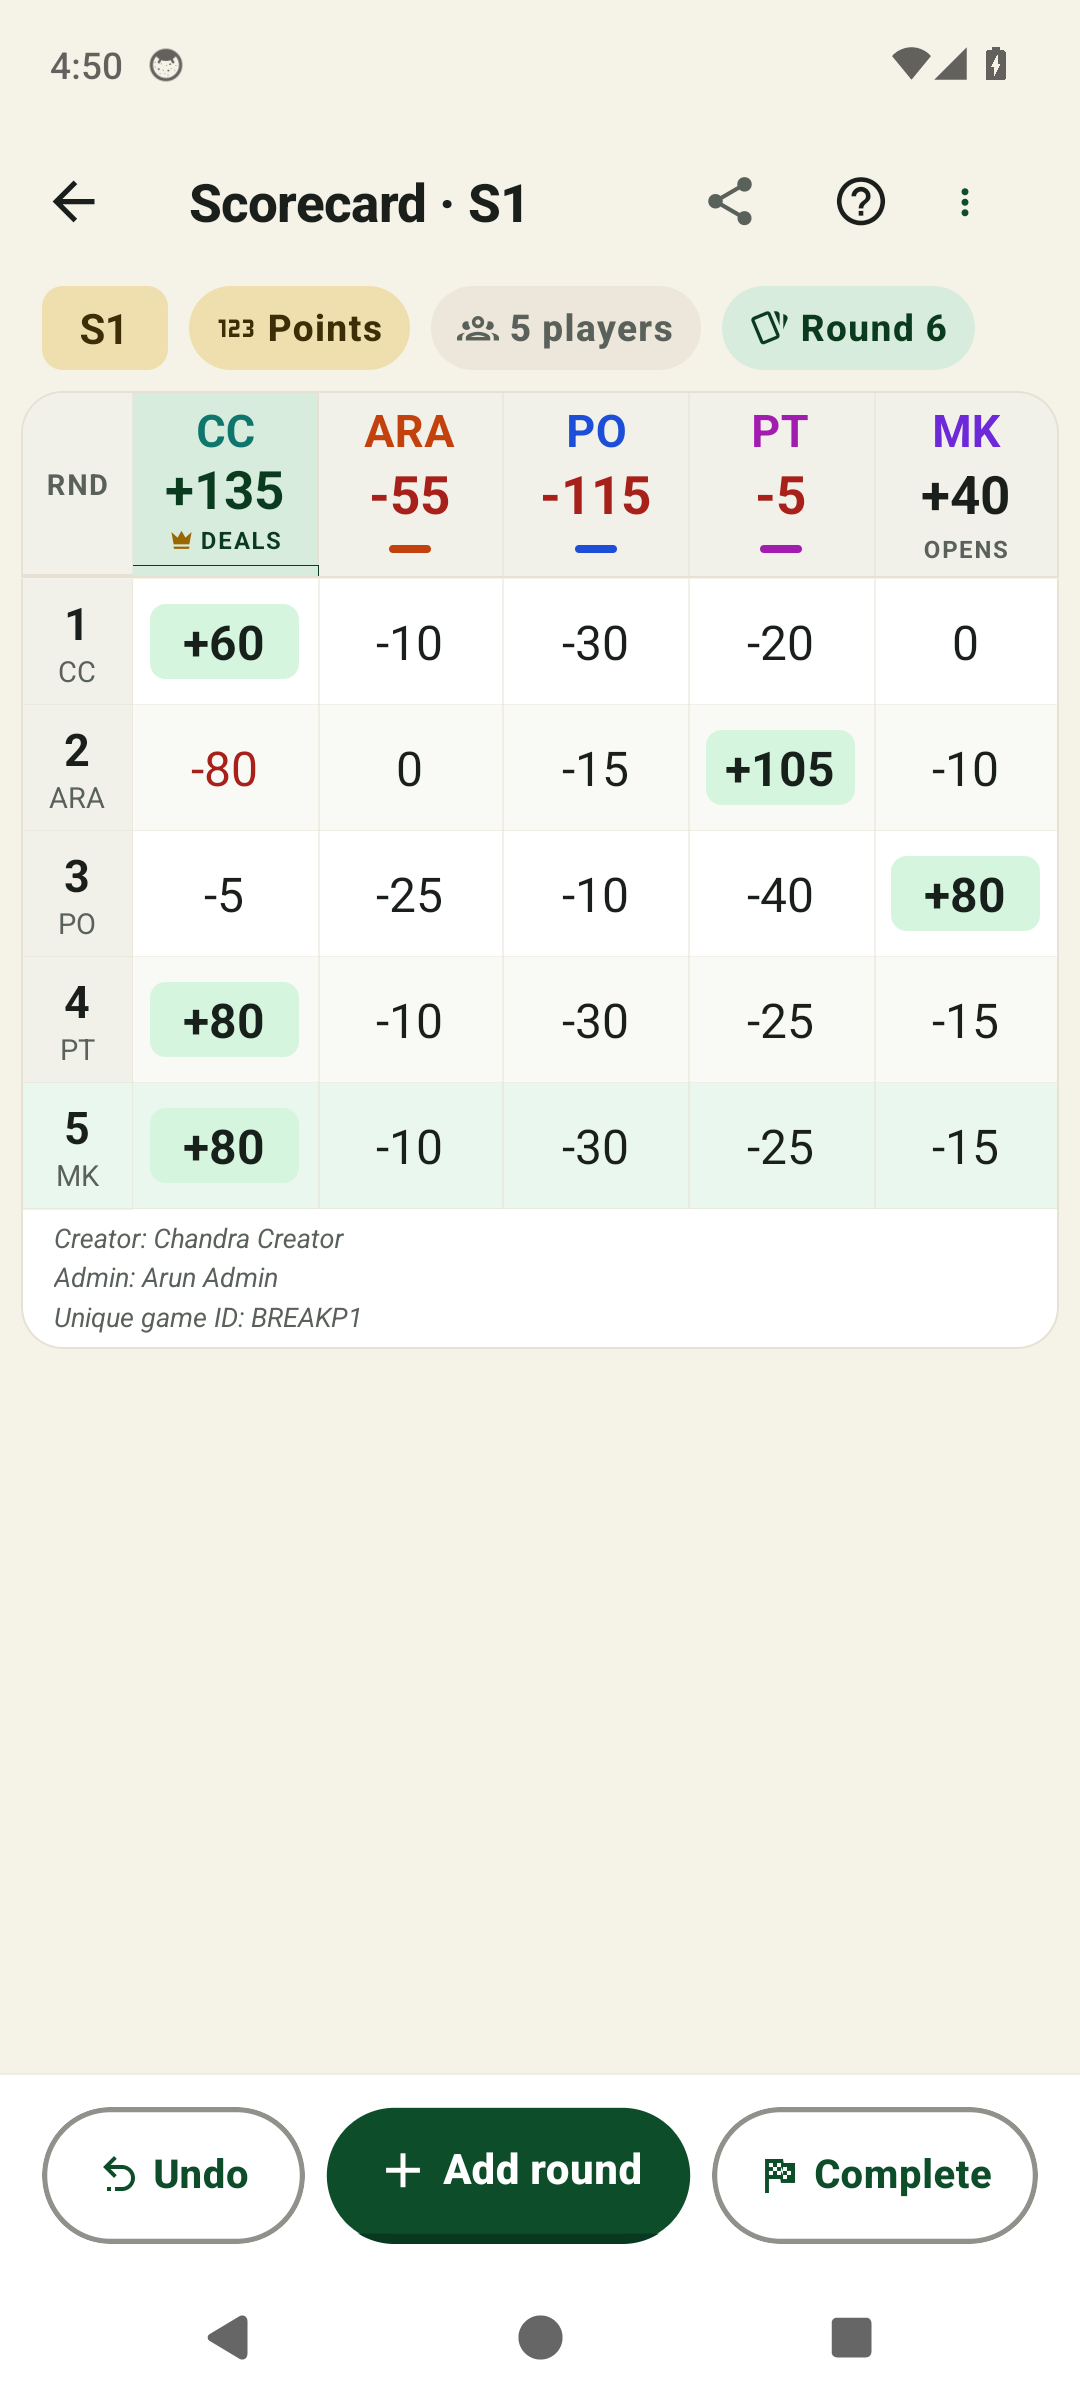 4:50
Scorecard · S1
S1 123 Points 5 players Round 6
RND CC ARA PO PT MK
+135 -55 -115 -5 +40
DEALS OPENS
1 +60 -10 -30 -20 0
CC
2 -80 0 -15 +105 -10
ARA
3 -5 -25 -10 -40 +80
PO
4 +80 -10 -30 -25 -15
PT
5 +80 -10 -30 -25 -15
MK
Creator: Chandra Creator
Admin: Arun Admin
Unique game ID: BREAKP1
Undo + Add round Complete